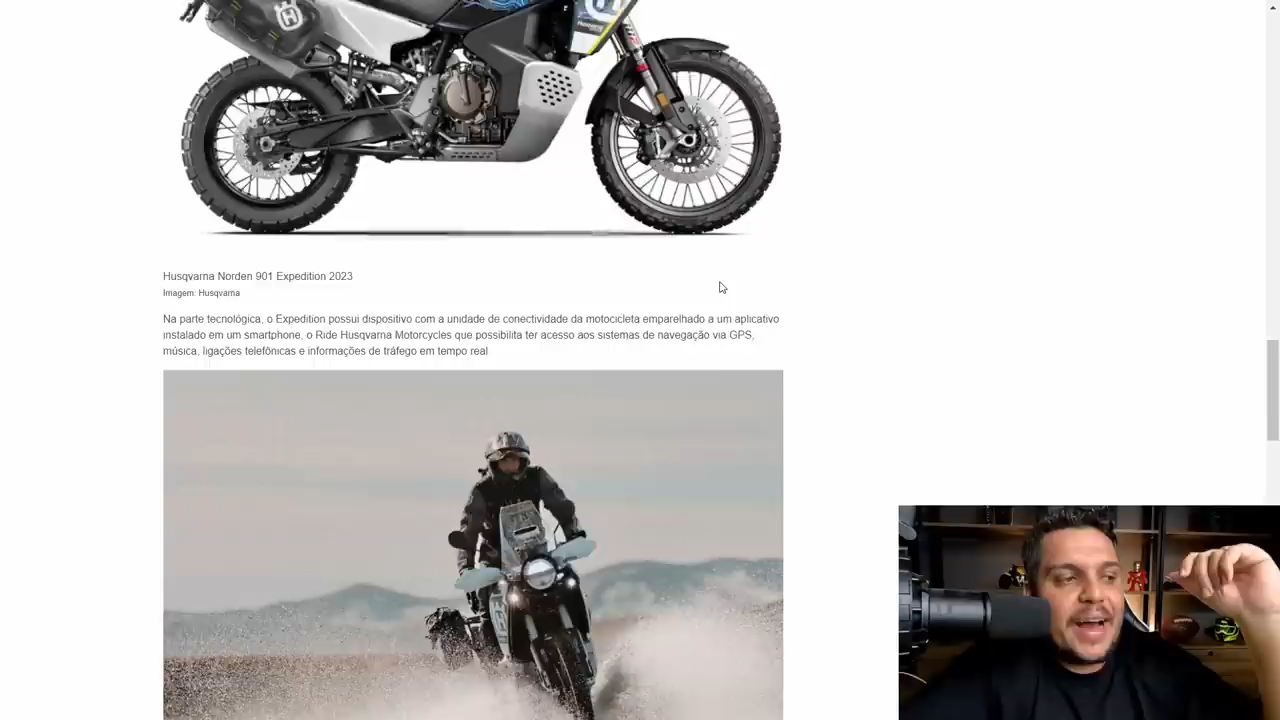 Husqvarna
Husqvarna Norden 901 Expedition 2023
Imagem: Husqvarna
Na parte tecnológica, o Expedition possui dispositivo com a unidade de conectividade da motocicleta emparelhado a um aplicativo
instalado em um smartphone, o Ride Husqvarna Motorcycles que possibilita ter acesso aos sistemas de navegação via GPS,
música, ligações telefônicas e informações de tráfego em tempo real